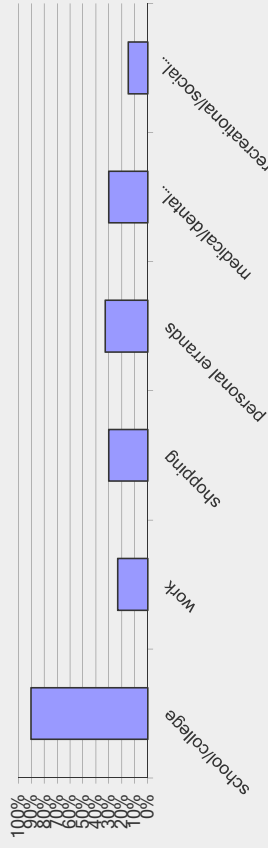 100%
90%
80%
70%
60%
50%
40%
30%
20%
10%
0%
school/college
work
shopping
personal errands
medical/dental...
recreational/social...